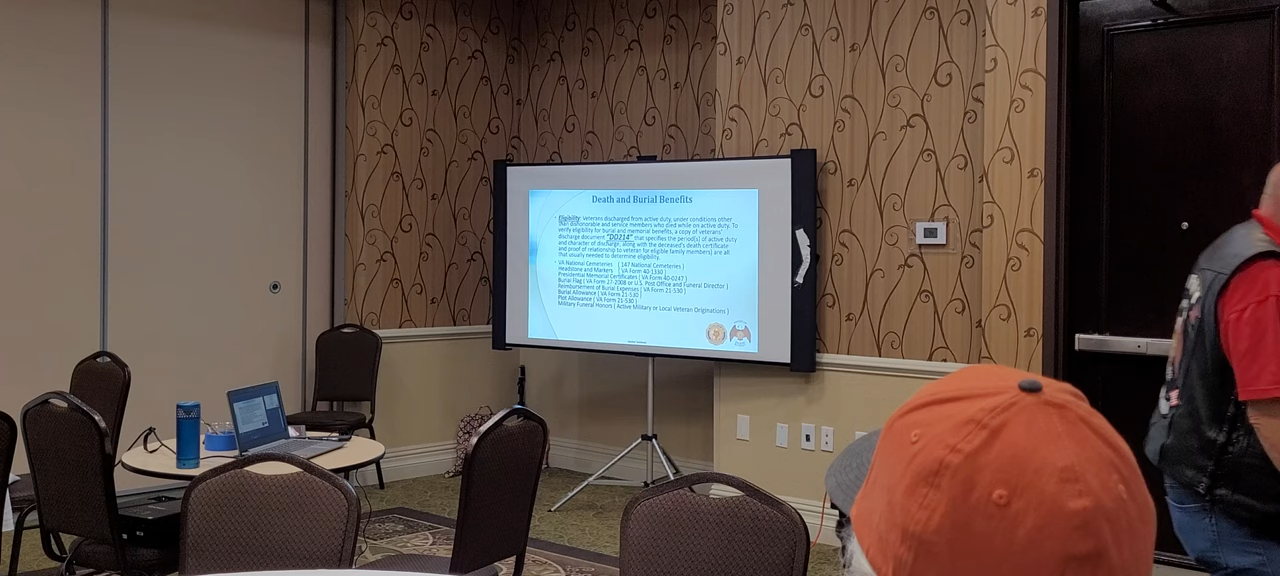 Death and Burial Benefits
• Eligibility: Veterans discharged from active duty, under conditions other
than dishonorable and service members who died while on active duty. To
verify eligibility for burial and memorial benefits, a copy of veterans'
discharge document "DD214" that specifies the period(s) of active duty
and character of discharge, along with the deceased's death certificate
and proof of relationship to veteran for eligible family members) are all
that usually needed to determine eligibility.
VA National Cemeteries ( 147 National Cemeteries )
Headstone and Markers ( VA Form 40-1330 )
Presidential Memorial Certificates ( VA Form 40-0247 )
Burial Flag ( VA Form 27-2008 or U.S. Post Office and Funeral Director )
Reimbursement of Burial Expenses ( VA Form 21-530 )
Burial Allowance ( VA Form 21-530 )
Plot Allowance ( VA Form 21-530 )
Military Funeral Honors ( Active Military or Local Veteran Originations )